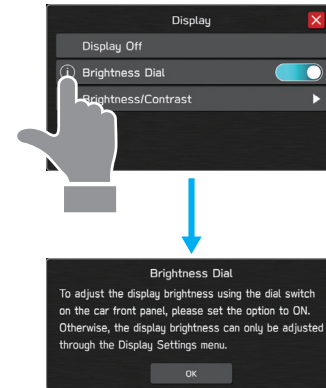 Display
Display Off
Brightness Dial
Brightness/Contrast
Brightness Dial
To adjust the display brightness using the dial switch
on the car front panel, please set the option to ON.
Otherwise, the display brightness can only be adjusted
through the Display Settings menu.
OK